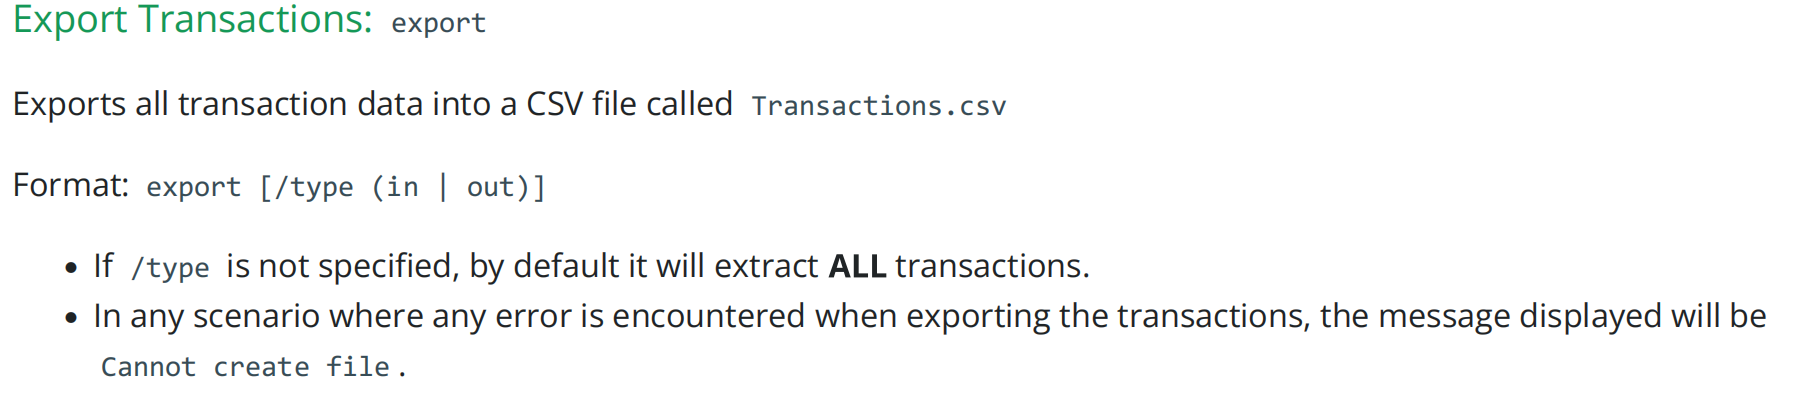 Export Transactions: export
Exports all transaction data into a CSV file called Transactions.csv
Format: export [/type (in | out)]
• If /type is not specified, by default it will extract ALL transactions.
• In any scenario where any error is encountered when exporting the transactions, the message displayed will be
Cannot create file.